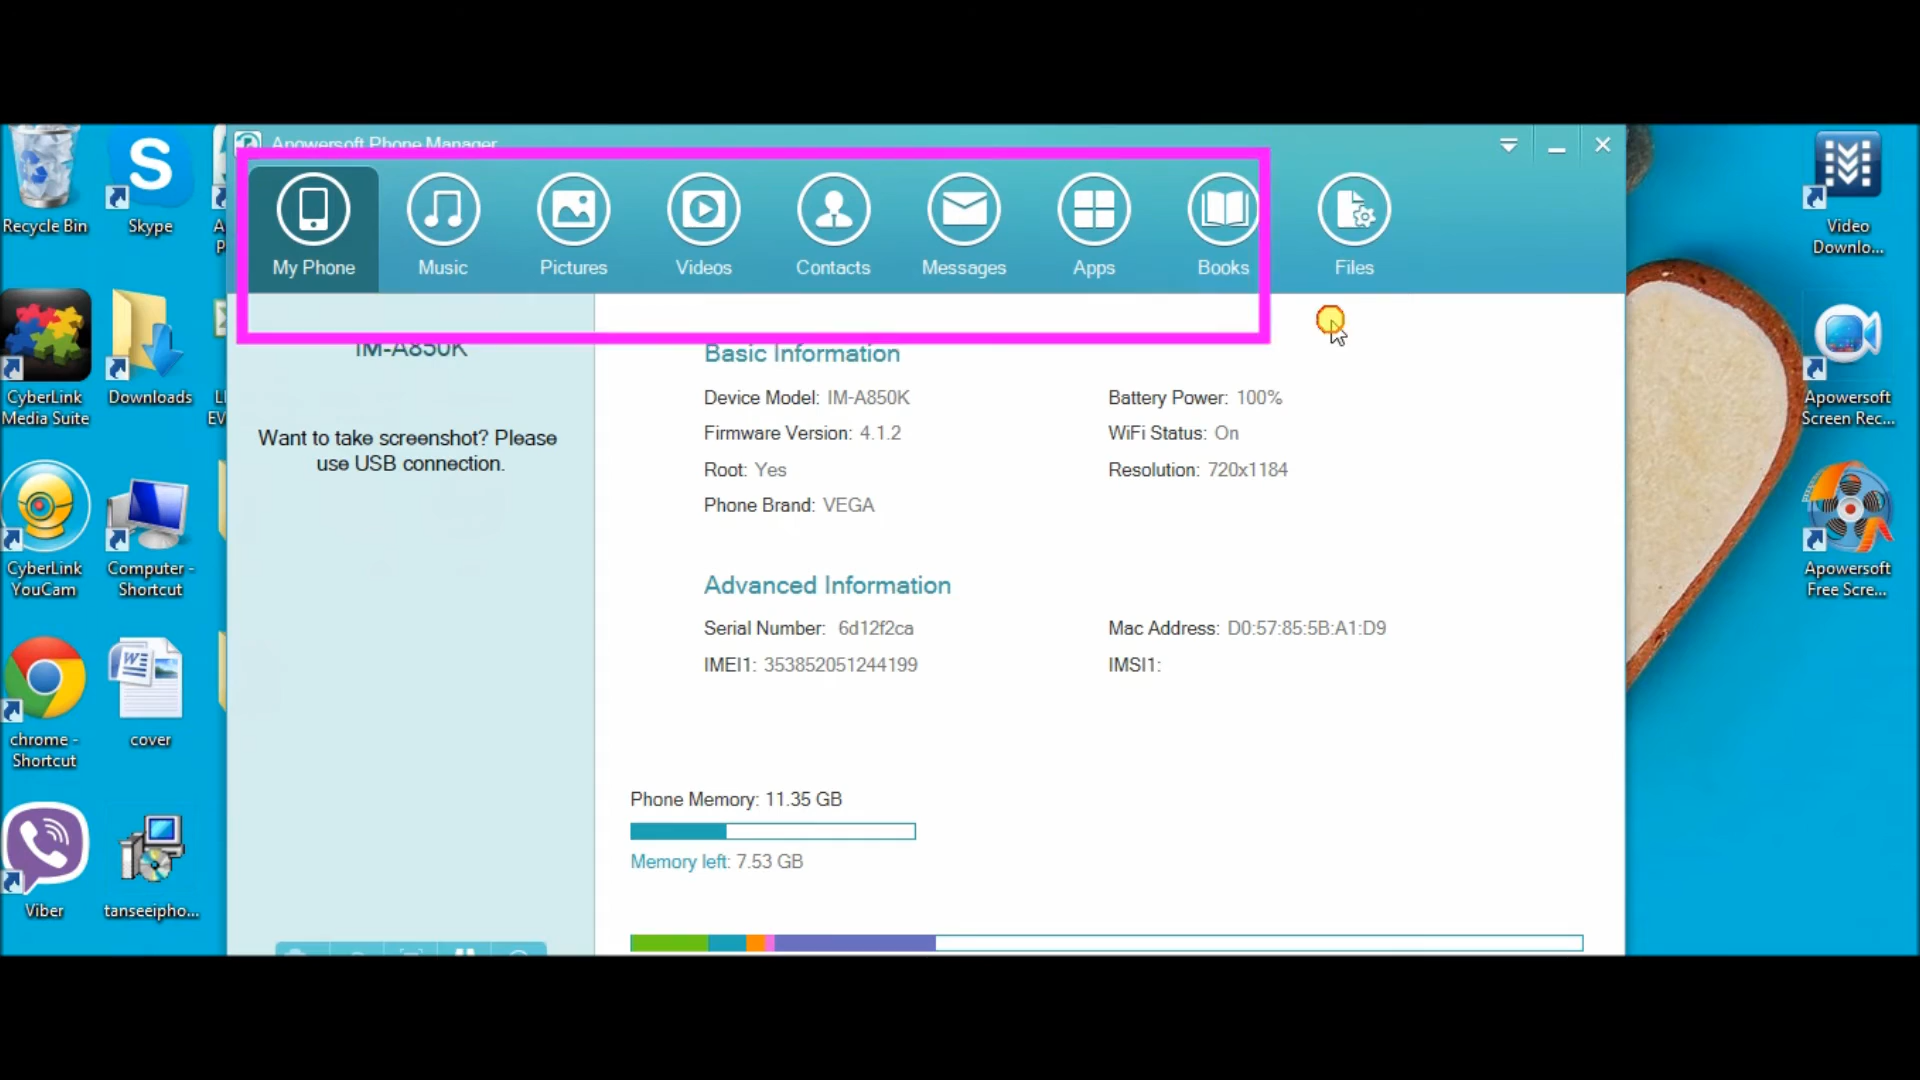 Apowersoft Phone Manager
My Phone
Music
Pictures
Videos
Contacts
Messages
Apps
Books
Files
IM-A850K
Want to take screenshot? Please
use USB connection.
Basic Information
Device Model: IM-A850K
Battery Power: 100%
Firmware Version: 4.1.2
WiFi Status: On
Root: Yes
Resolution: 720x1184
Phone Brand: VEGA
Advanced Information
Serial Number: 6d12f2ca
Mac Address: D0:57:85:5B:A1:D9
IMEI1: 353852051244199
IMSI1:
Phone Memory: 11.35 GB
Memory left: 7.53 GB
Recycle Bin
Skype
CyberLink
Media Suite
Downloads
CyberLink
YouCam
Computer -
Shortcut
chrome -
Shortcut
cover
Viber
tanseeipho...
Video
Downlo...
Apowersoft
Screen Rec...
Apowersoft
Free Scre...